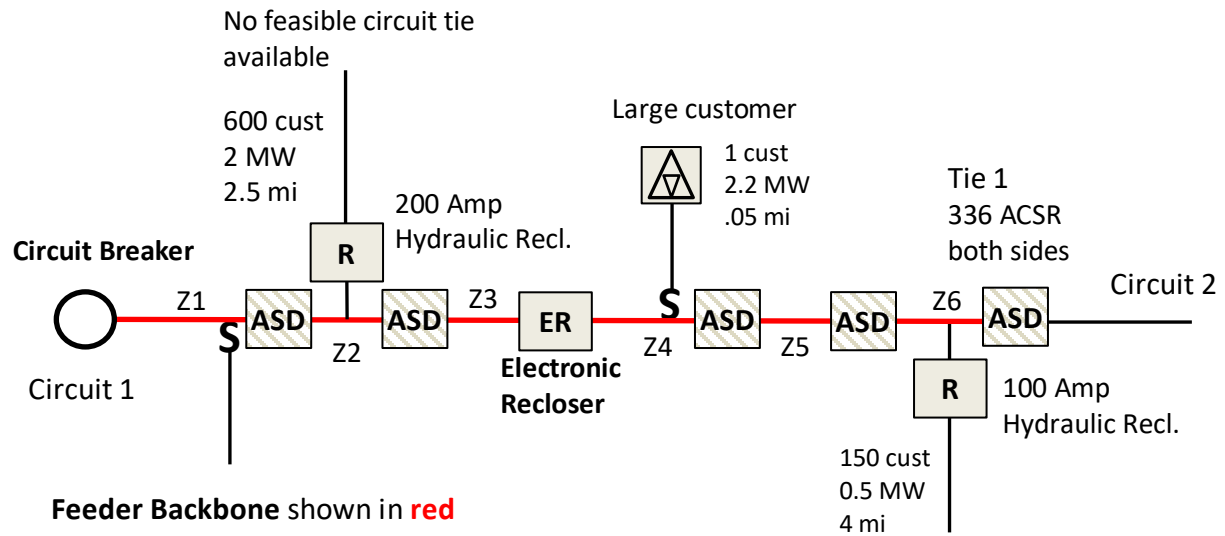 No feasible circuit tie
available
600 cust
2 MW
2.5 mi
200 Amp
Hydraulic Recl.
R
Large customer
1 cust
2.2 MW
.05 mi
Tie 1
336 ACSR
both sides
Circuit Breaker
Circuit 2
Z1
ASD
Z2
ASD
Z3
ER
Z4
ASD
Z5
ASD
Z6
ASD
S
S
Circuit 1
Electronic
Recloser
R
100 Amp
Hydraulic Recl.
150 cust
0.5 MW
4 mi
Feeder Backbone shown in red